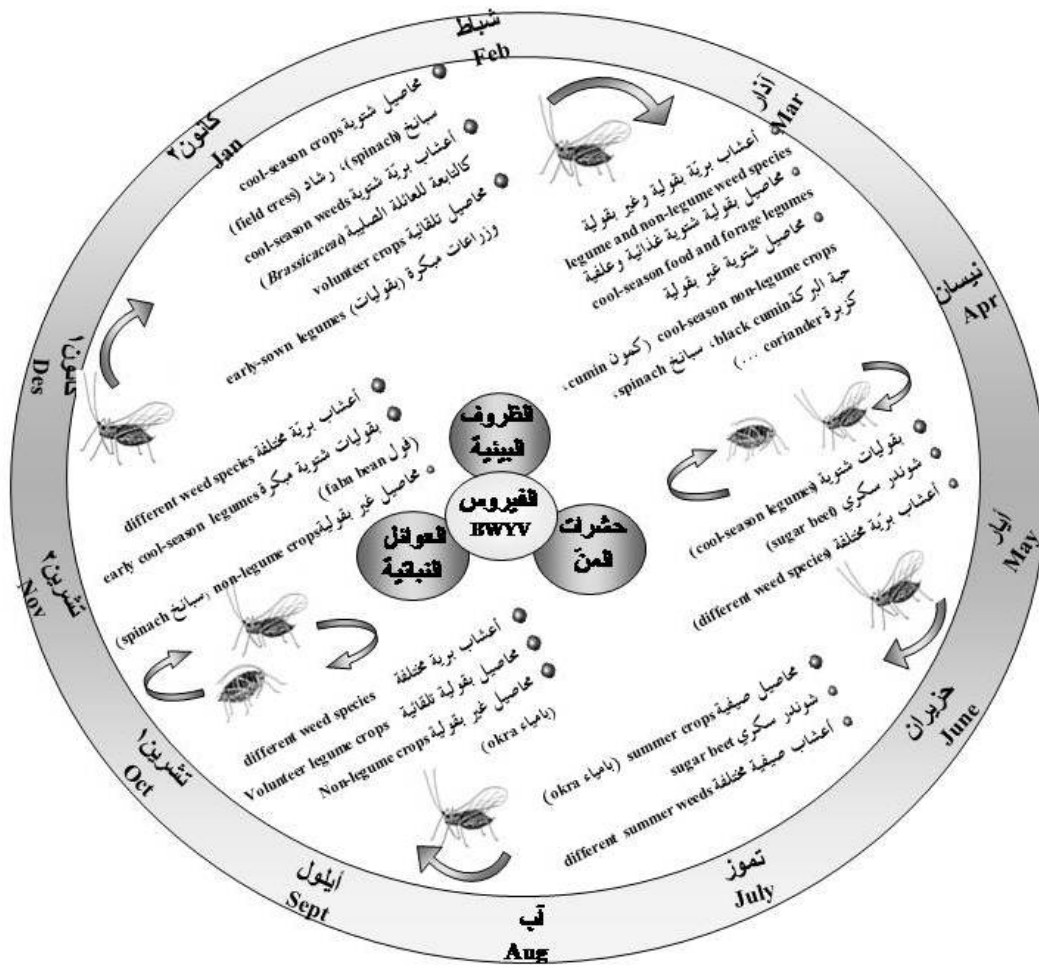 شباط
Feb
آذار
Mar
نيسان
Apr
أيار
May
حزيران
June
تموز
July
آب
Aug
أيلول
Sept
تشرين١
Oct
تشرين٢
Nov
كانون١
Des
كانون٢
Jan
محاصيل شتوية cool-season crops
سبانخ (spinach)، رشاد (field cress)
أعشاب بريّة شتوية cool-season weeds
كالتابعة للعائلة الصليبية (Brassicacea)
محاصيل تلقائية volunteer crops
وزراعات مبكرة (بقوليات) early-sown legumes
أعشاب بريّة بقولية وغير بقولية
legume and non-legume weed species
محاصيل بقولية شتوية غذائية وعلفية
cool-season food and forage legumes
محاصيل شتوية غير بقولية
cool-season non-legume crops (كمون cumin،
حبة البركة black cumin، سبانخ spinach،
كزبرة coriander ...)
بقوليات شتوية (cool-season legumes)
شوندر سكري (sugar beet)
أعشاب بريّة مختلفة (different weed species)
محاصيل صيفية summer crops (بامياء okra)
شوندر سكري sugar beet
أعشاب صيفية مختلفة different summer weeds
أعشاب برية مختلفة different weed species
محاصيل بقولية تلقائية Volunteer legume crops
محاصيل غير بقولية Non-legume crops
(بامياء okra)
أعشاب بريّة مختلفة different weed species
بقوليات شتوية مبكرة early cool-season legumes
(فول faba bean)
محاصيل غير بقولية non-legume crops (سبانخ spinach)
الظروف
البيئية
الفيروس
BWYV
العوائل
النباتية
حشرات
المنّ